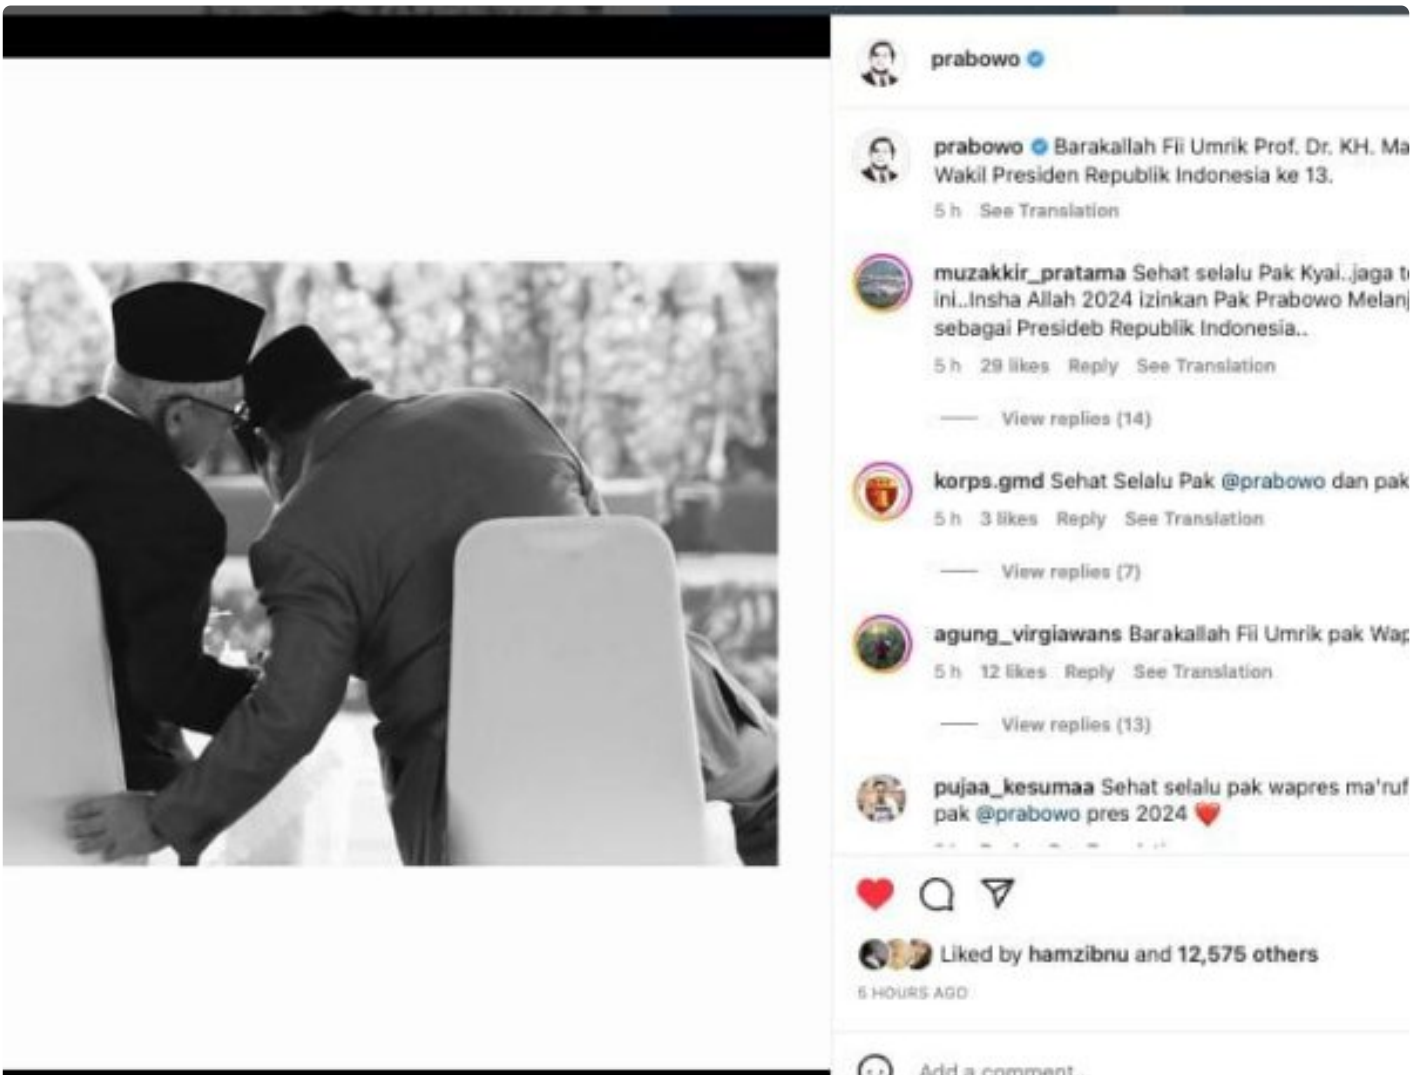 prabowo
prabowo Barakallah Fii Umrik Prof. Dr. KH. Ma
Wakil Presiden Republik Indonesia ke 13.
5 h See Translation
muzakkir_pratama Sehat selalu Pak Kyai..jaga t
ini..Insha Allah 2024 izinkan Pak Prabowo Melanj
sebagai Presideb Republik Indonesia..
5 h 29 likes Reply See Translation
View replies (14)
korps.gmd Sehat Selalu Pak @prabowo dan pak
5 h 3 likes Reply See Translation
View replies (7)
agung_virgiawans Barakallah Fii Umrik pak Wap
5 h 12 likes Reply See Translation
View replies (13)
pujaa_kesumaa Sehat selalu pak wapres ma'ruf
pak @prabowo pres 2024 ❤️
Liked by hamzibnu and 12,575 others
5 HOURS AGO
Add a comment